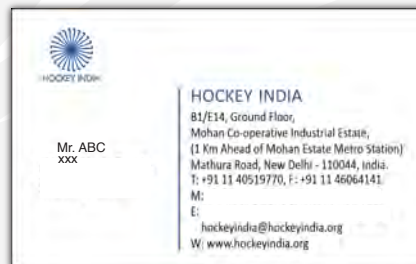 HOCKEY INDIA
Mr. ABC
xxx
HOCKEY INDIA
B1/E14, Ground Floor,
Mohan Co-operative Industrial Estate,
(1 Km Ahead of Mohan Estate Metro Station)
Mathura Road, New Delhi - 110044, India.
T: +91 11 40519770, F: +91 11 46064141
M:
E:
hockeyindia@hockeyindia.org
W: www.hockeyindia.org